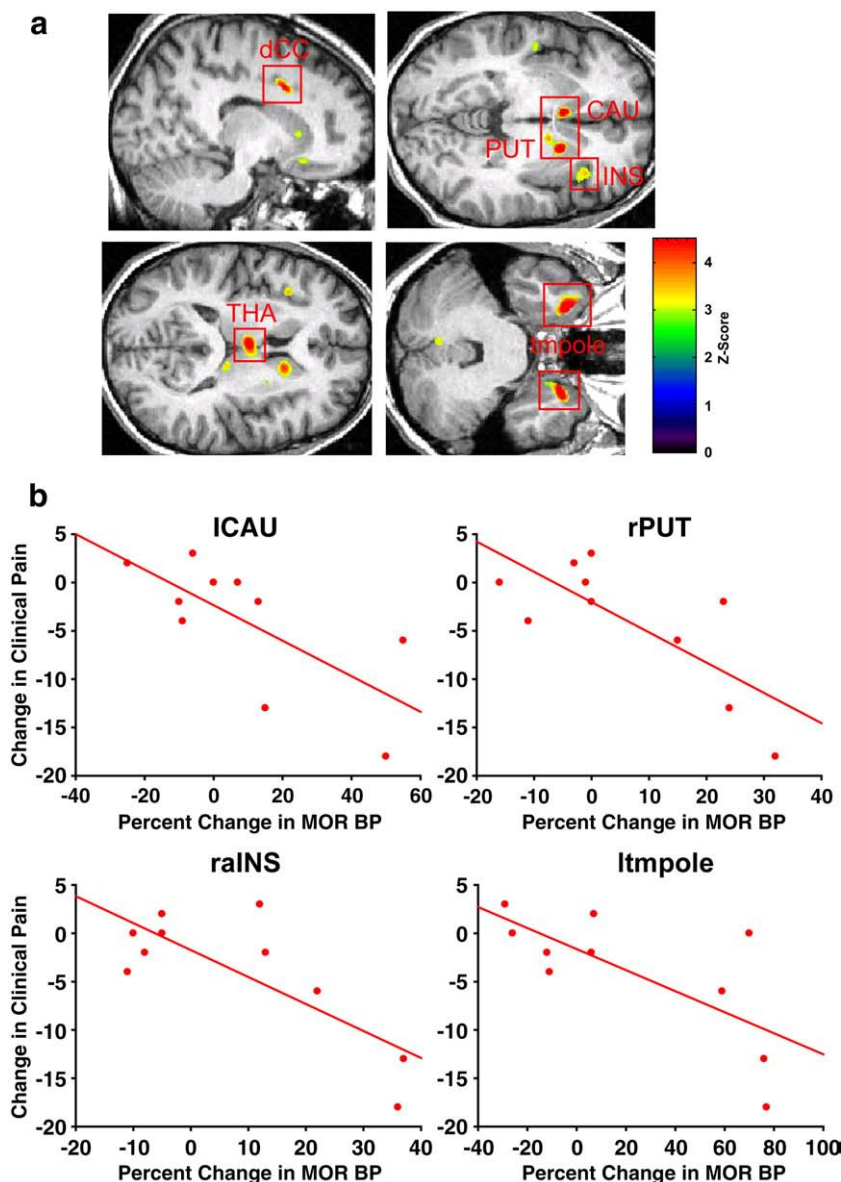 a
dCC
CAU
PUT
INS
THA
ltmpole
4
3
2
1
0
Z-Score
b
lCAU
Change in Clinical Pain
5
0
-5
-10
-15
-20
-40 -20 0 20 40 60
Percent Change in MOR BP
rPUT
5
0
-5
-10
-15
-20
-20 -10 0 10 20 30 40
Percent Change in MOR BP
raINS
Change in Clinical Pain
5
0
-5
-10
-15
-20
-20 -10 0 10 20 30 40
Percent Change in MOR BP
ltmpole
5
0
-5
-10
-15
-20
-40 -20 0 20 40 60 80 100
Percent Change in MOR BP